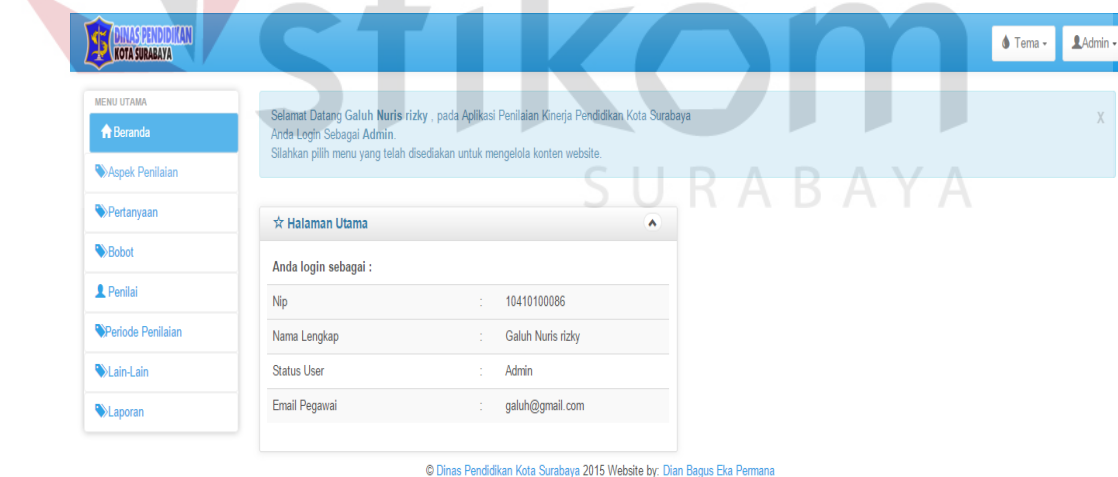 stikom
SURABAYA
DINAS PENDIDIKAN
KOTA SURABAYA
Tema
Admin
MENU UTAMA
Beranda
Aspek Penilaian
Pertanyaan
Bobot
Penilai
Periode Penilaian
Lain-Lain
Laporan
Selamat Datang Galuh Nuris rizky , pada Aplikasi Penilaian Kinerja Pendidikan Kota Surabaya
X
Anda Login Sebagai Admin.
Silahkan pilih menu yang telah disediakan untuk mengelola konten website.
Halaman Utama
Anda login sebagai :
Nip : 10410100086
Nama Lengkap : Galuh Nuris rizky
Status User : Admin
Email Pegawai : galuh@gmail.com
© Dinas Pendidikan Kota Surabaya 2015 Website by: Dian Bagus Eka Permana